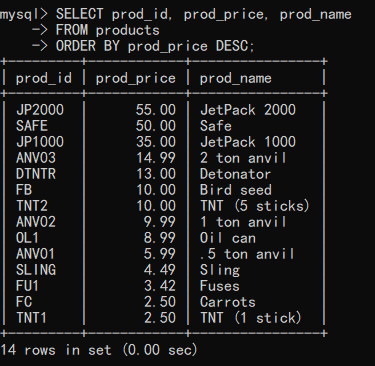 mysql> SELECT prod_id, prod_price, prod_name
    -> FROM products
    -> ORDER BY prod_price DESC;
+---------+------------+----------------+
| prod_id | prod_price | prod_name      |
+---------+------------+----------------+
| JP2000  |      55.00 | JetPack 2000   |
| SAFE    |      50.00 | Safe           |
| JP1000  |      35.00 | JetPack 1000   |
| ANV03   |      14.99 | 2 ton anvil    |
| DTNTR   |      13.00 | Detonator      |
| FB      |      10.00 | Bird seed      |
| TNT2    |      10.00 | TNT (5 sticks) |
| ANV02   |       9.99 | 1 ton anvil    |
| OL1     |       8.99 | Oil can        |
| ANV01   |       5.99 | .5 ton anvil   |
| SLING   |       4.49 | Sling          |
| FU1     |       3.42 | Fuses          |
| FC      |       2.50 | Carrots        |
| TNT1    |       2.50 | TNT (1 stick)  |
+---------+------------+----------------+
14 rows in set (0.00 sec)